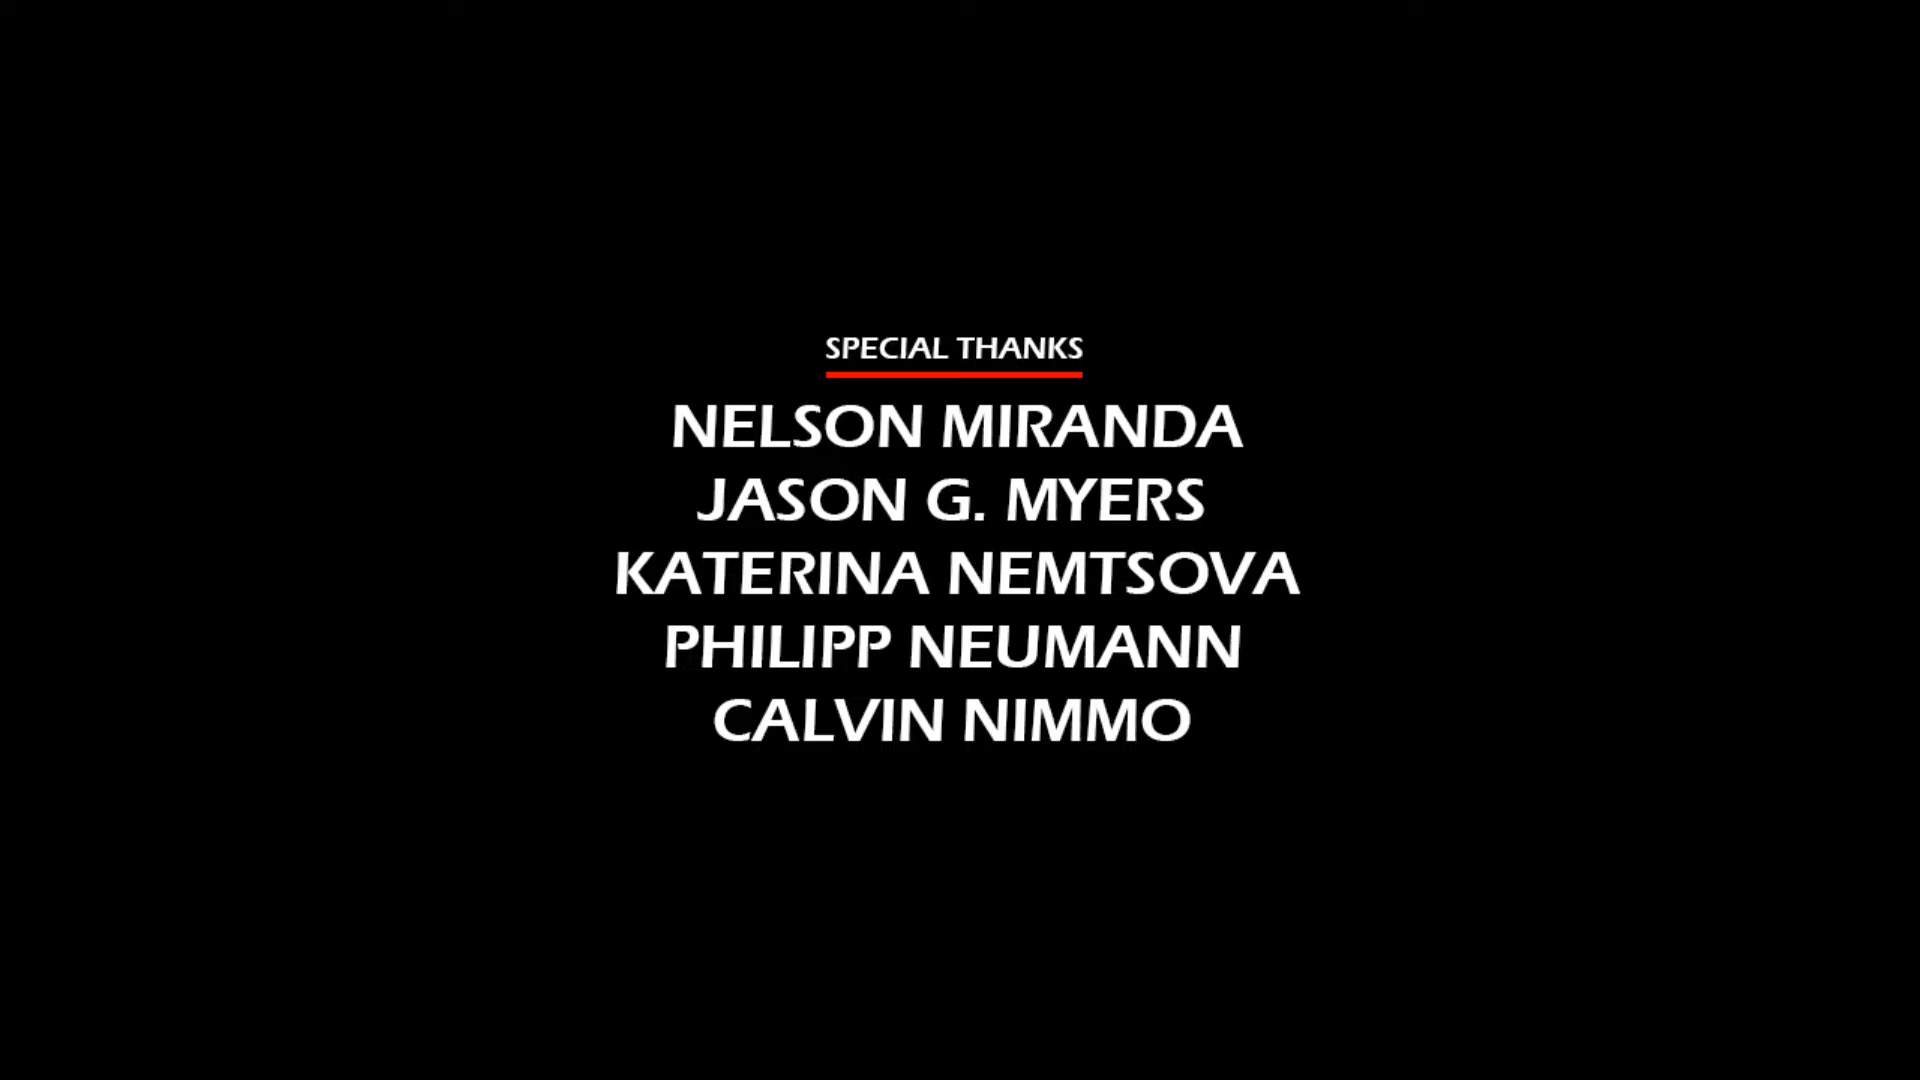 SPECIAL THANKS
NELSON MIRANDA
JASON G. MYERS
KATERINA NEMTSOVA
PHILIPP NEUMANN
CALVIN NIMMO